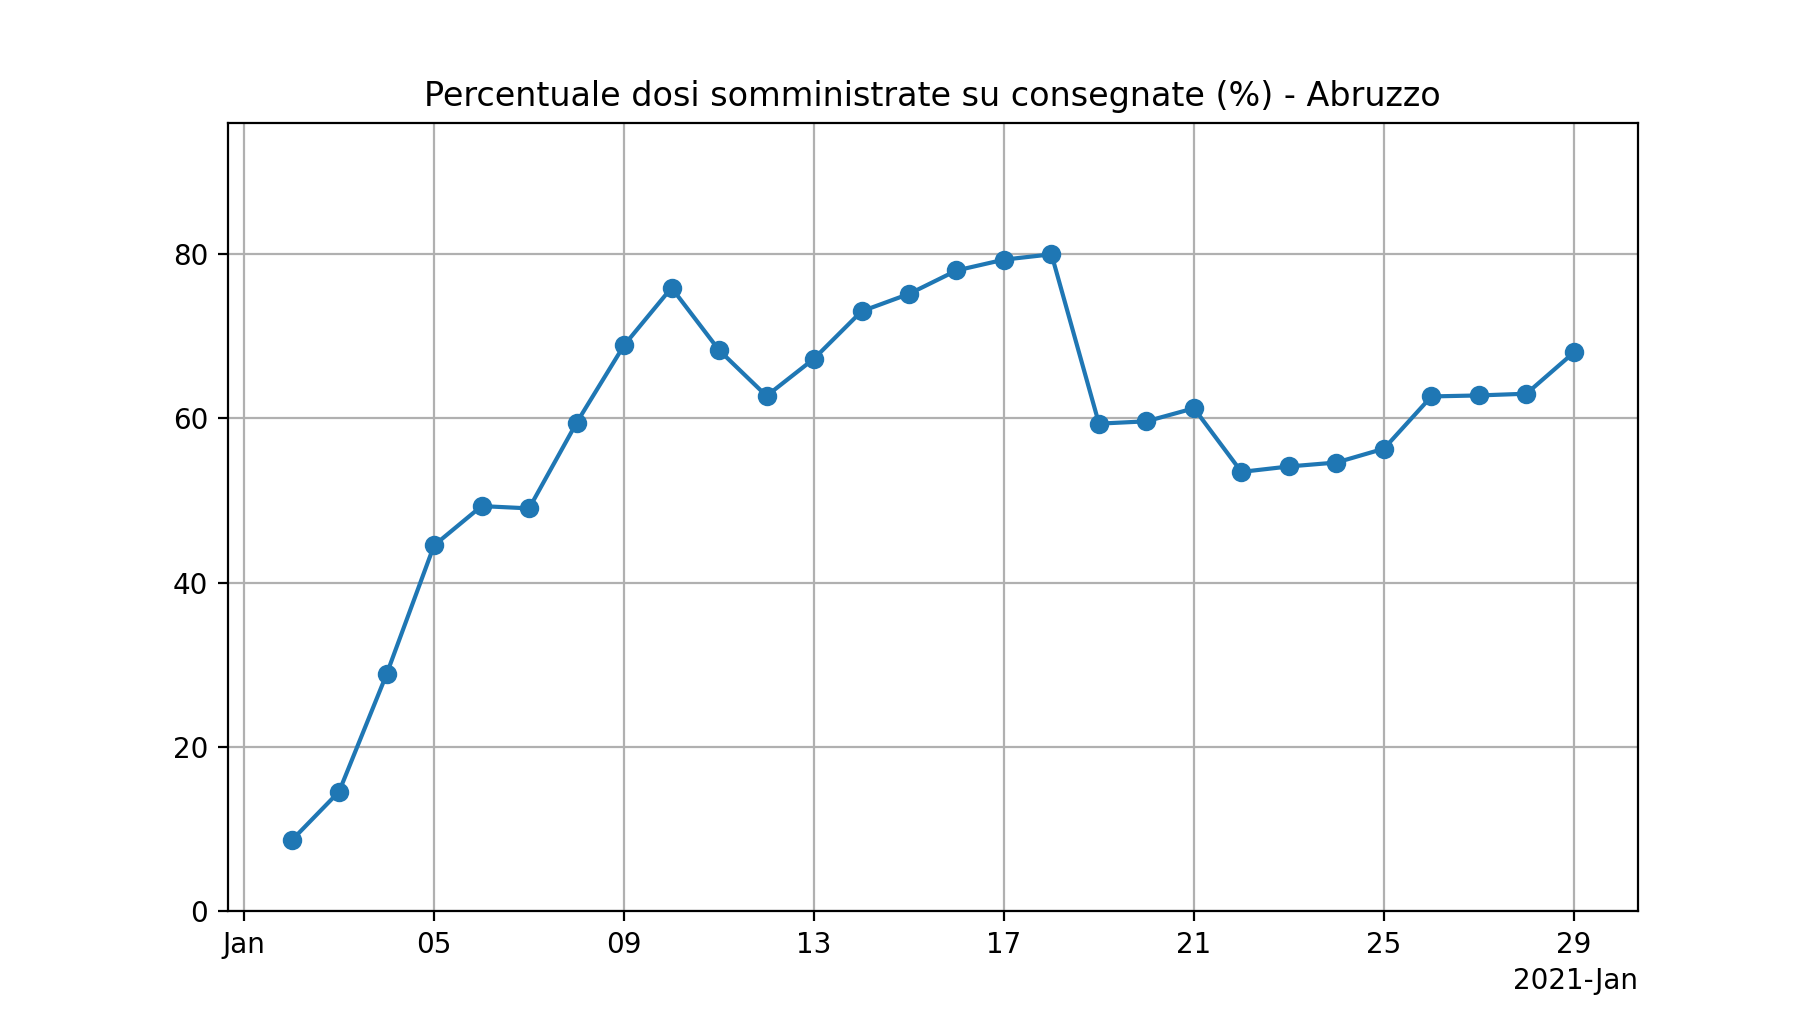 Percentuale dosi somministrate su consegnate (%) - Abruzzo
80
60
40
20
0
Jan 05 09 13 17 21 25 29
2021-Jan